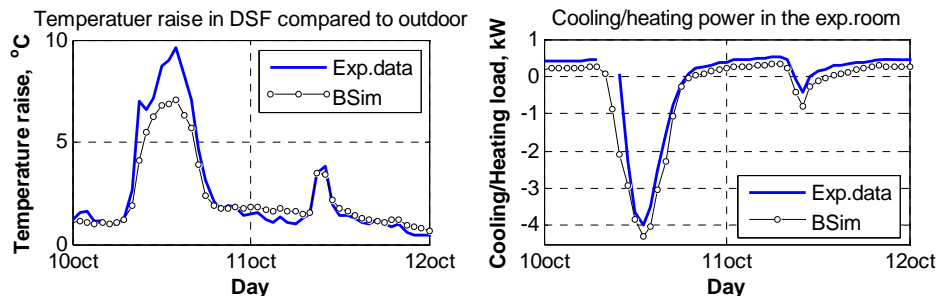 Temperatuer raise in DSF compared to outdoor
Temperature raise, °C
10
5
0
Exp.data
BSim
10oct
11oct
12oct
Day
Cooling/heating power in the exp.room
Cooling/Heating load, kW
1
0
-1
-2
-3
-4
Exp.data
BSim
10oct
11oct
12oct
Day